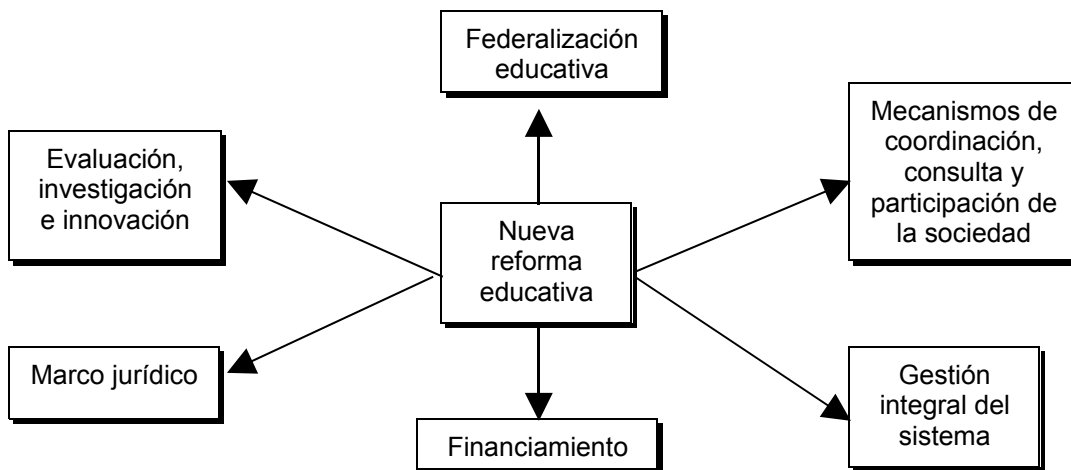 Federalización
educativa
Mecanismos de
coordinación,
consulta y
participación de
la sociedad
Evaluación,
investigación
e innovación
Nueva
reforma
educativa
Marco jurídico
Gestión
integral del
sistema
Financiamiento